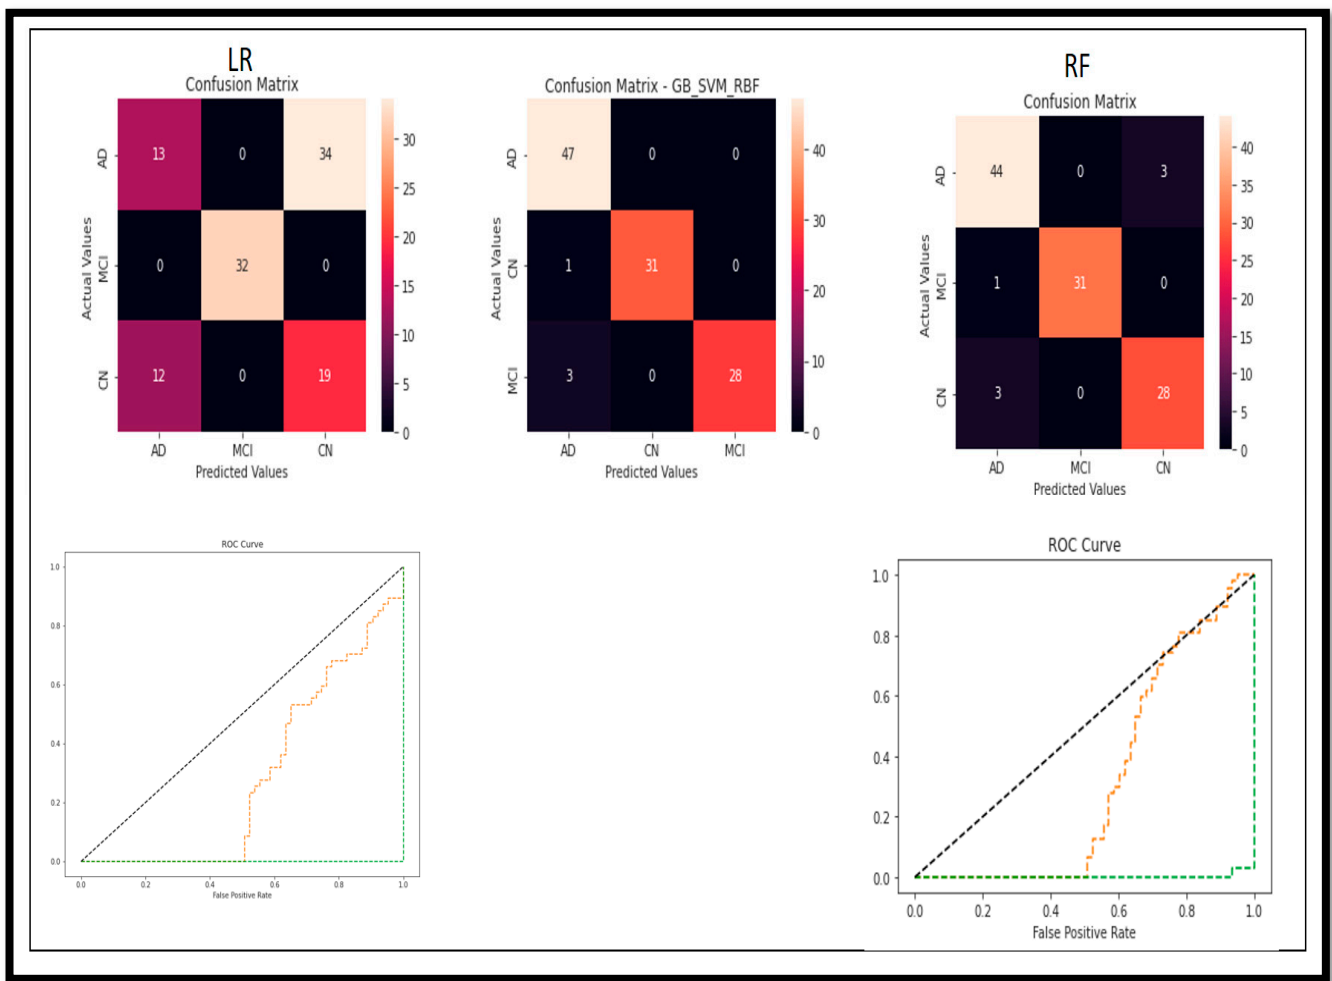 LR
Confusion Matrix
AD 13 0 34
MCI 0 32 0
CN 12 0 19
Actual Values
AD MCI CN
Predicted Values
30
25
20
15
10
5
0
Confusion Matrix - GB_SVM_RBF
AD 47 0 0
CN 1 31 0
MCI 3 0 28
Actual Values
AD CN MCI
Predicted Values
40
30
20
10
0
RF
Confusion Matrix
AD 44 0 3
MCI 1 31 0
CN 3 0 28
Actual Values
AD MCI CN
Predicted Values
40
35
30
25
20
15
10
5
0
ROC Curve
1.0
0.8
0.6
0.4
0.2
0.0
0.0 0.2 0.4 0.6 0.8 1.0
False Positive Rate
ROC Curve
1.0
0.8
0.6
0.4
0.2
0.0
0.0 0.2 0.4 0.6 0.8 1.0
False Positive Rate